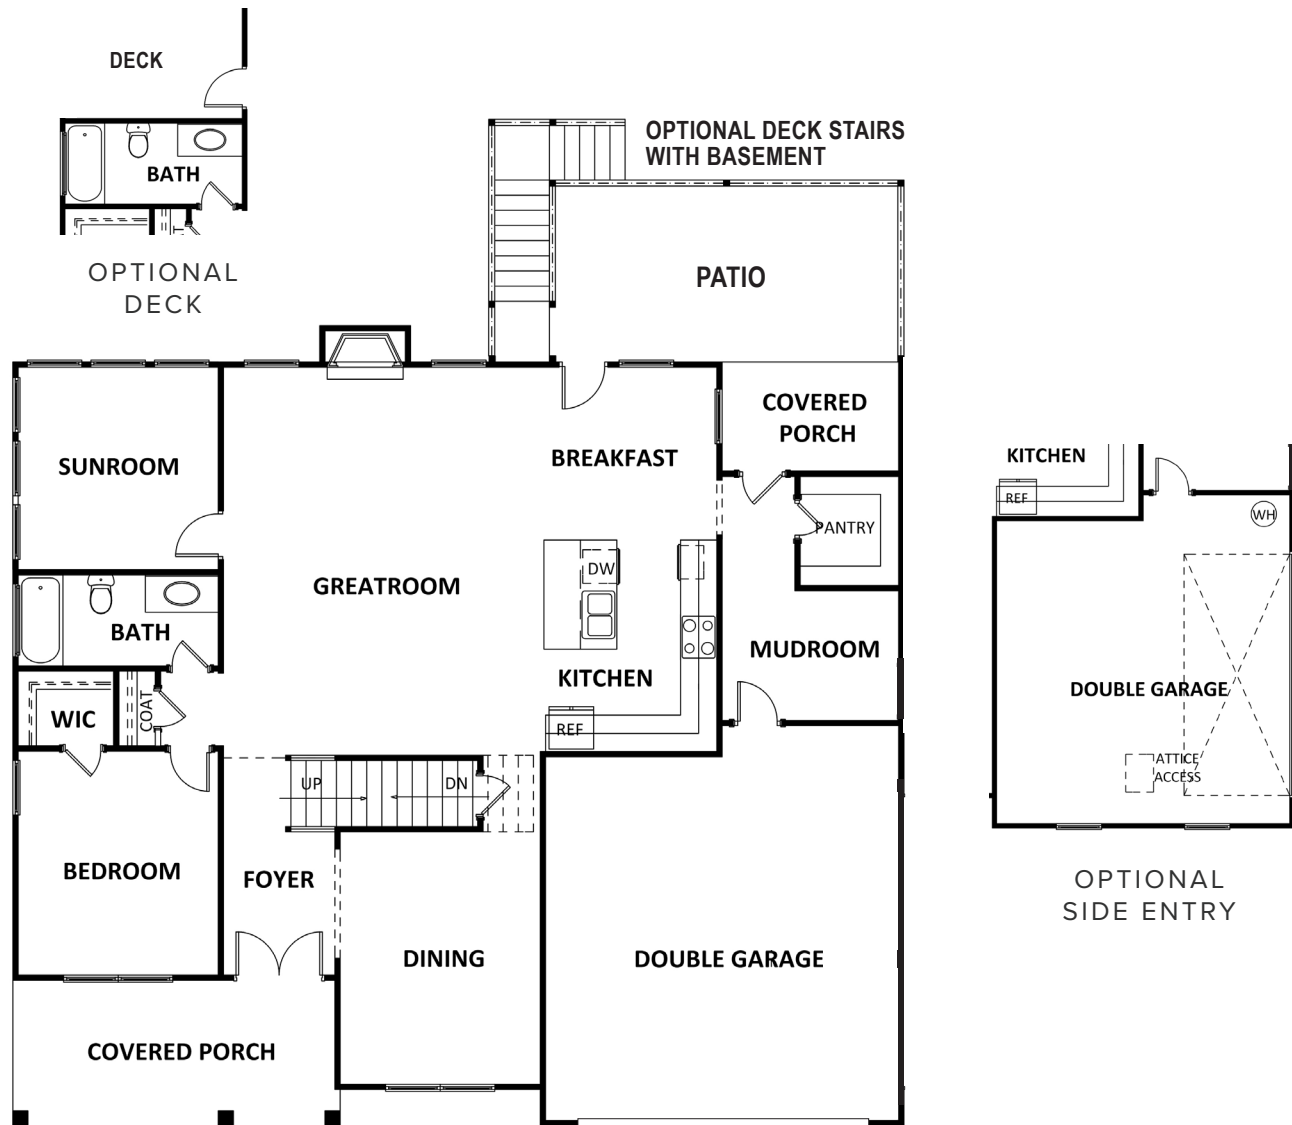 DECK
BATH
OPTIONAL
DECK
OPTIONAL DECK STAIRS
WITH BASEMENT
PATIO
COVERED
PORCH
SUNROOM
BREAKFAST
PANTRY
DW
GREATROOM
BATH
MUDROOM
KITCHEN
WIC
COAT
REF
UP
DN
BEDROOM
FOYER
DINING
DOUBLE GARAGE
COVERED PORCH
KITCHEN
REF
WH
DOUBLE GARAGE
ATTICE
ACCESS
OPTIONAL
SIDE ENTRY